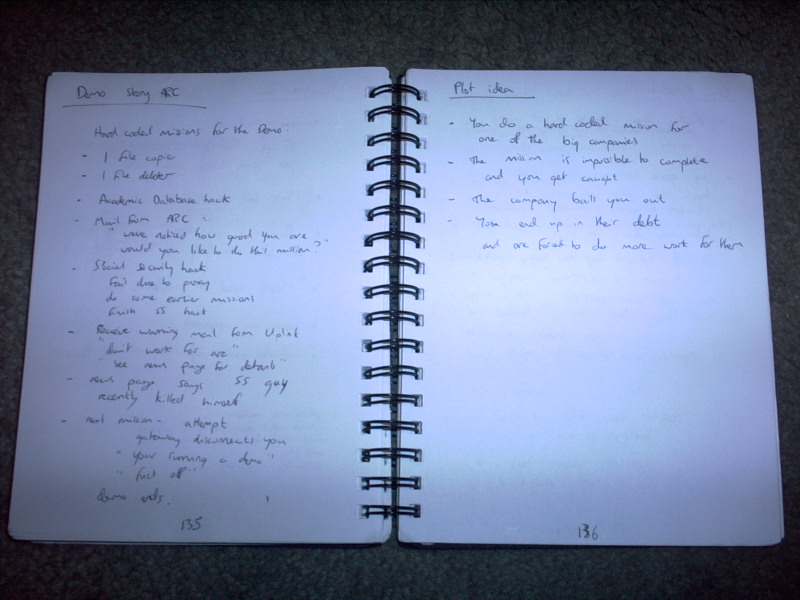 Demo Story ARC
Hard coded missions for the Demo
- 1 file copier
- 1 file deleter
- Academic Database hack
- Mail from ARC
"weve noticed how good you are
would you like to do this mission?"
- Social security hack
Fail due to proxy
do some earlier missions
finish SS hack
- Receive warning mail from Uplink
"don't work for arc"
"see news page for details"
- news page says SS guy
recently killed himself
- next mission - attempt
gateway disconnects you
"your running a demo"
"fuck off"
Demo ends.
135
Plot idea
- You do a hard coded mission for
one of the big companies
- The mission is impossible to complete
and you get caught
- The company bails you out
- You end up in their debt
and are forced to do more work for them
136